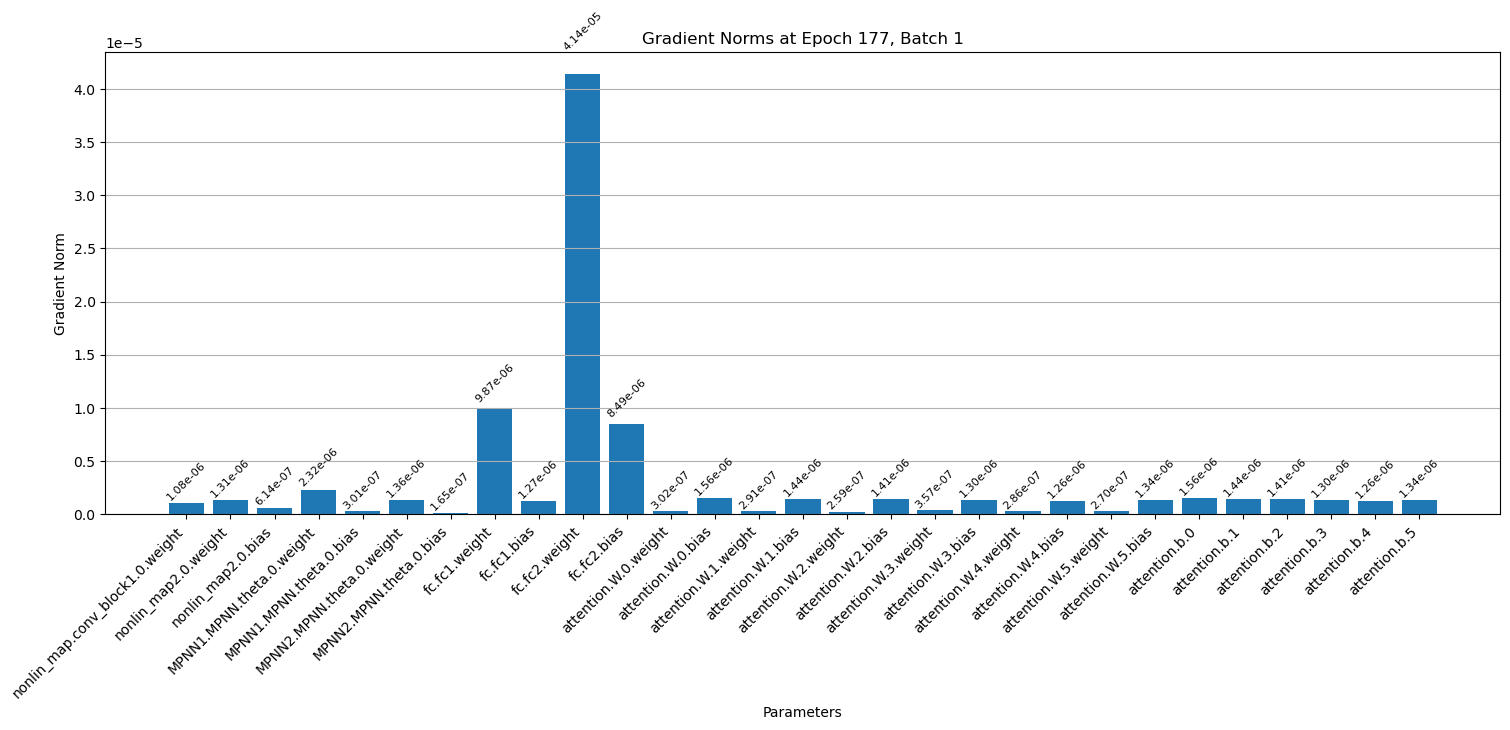 Gradient Norms at Epoch 177, Batch 1
1e−5
4.0
3.5
3.0
2.5
2.0
1.5
1.0
0.5
0.0
Gradient Norm
1.08e-06
1.31e-06
6.14e-07
2.32e-06
3.01e-07
1.36e-06
1.65e-07
9.87e-06
1.27e-06
4.14e-05
8.49e-06
3.02e-07
1.56e-06
2.91e-07
1.44e-06
2.59e-07
1.41e-06
3.57e-07
1.30e-06
2.86e-07
1.26e-06
2.70e-07
1.34e-06
1.56e-06
1.44e-06
1.41e-06
1.30e-06
1.26e-06
1.34e-06
nonlin_map.conv_block1.0.weight
nonlin_map2.0.weight
nonlin_map2.0.bias
MPNN1.MPNN.theta.0.weight
MPNN1.MPNN.theta.0.bias
MPNN2.MPNN.theta.0.weight
MPNN2.MPNN.theta.0.bias
fc.fc1.weight
fc.fc1.bias
fc.fc2.weight
fc.fc2.bias
attention.W.0.weight
attention.W.0.bias
attention.W.1.weight
attention.W.1.bias
attention.W.2.weight
attention.W.2.bias
attention.W.3.weight
attention.W.3.bias
attention.W.4.weight
attention.W.4.bias
attention.W.5.weight
attention.W.5.bias
attention.b.0
attention.b.1
attention.b.2
attention.b.3
attention.b.4
attention.b.5
Parameters